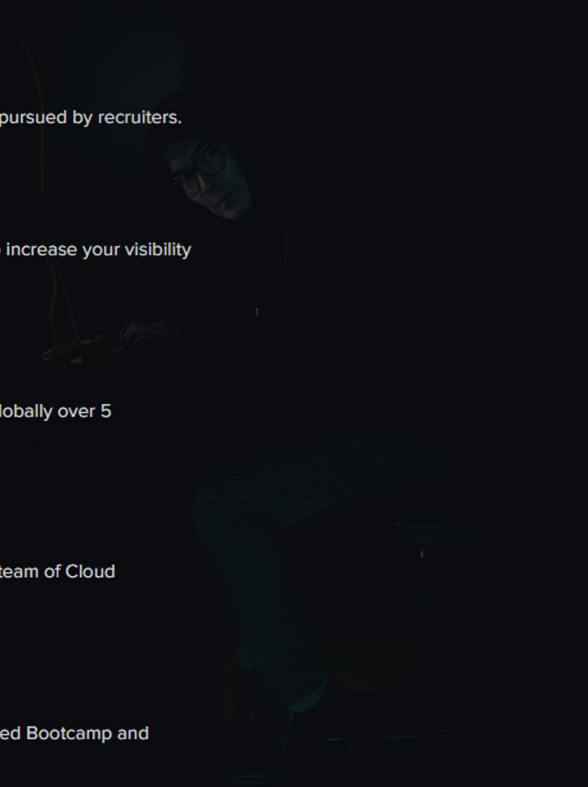 pursued by recruiters.
increase your visibility
lobally over 5
team of Cloud
ed Bootcamp and